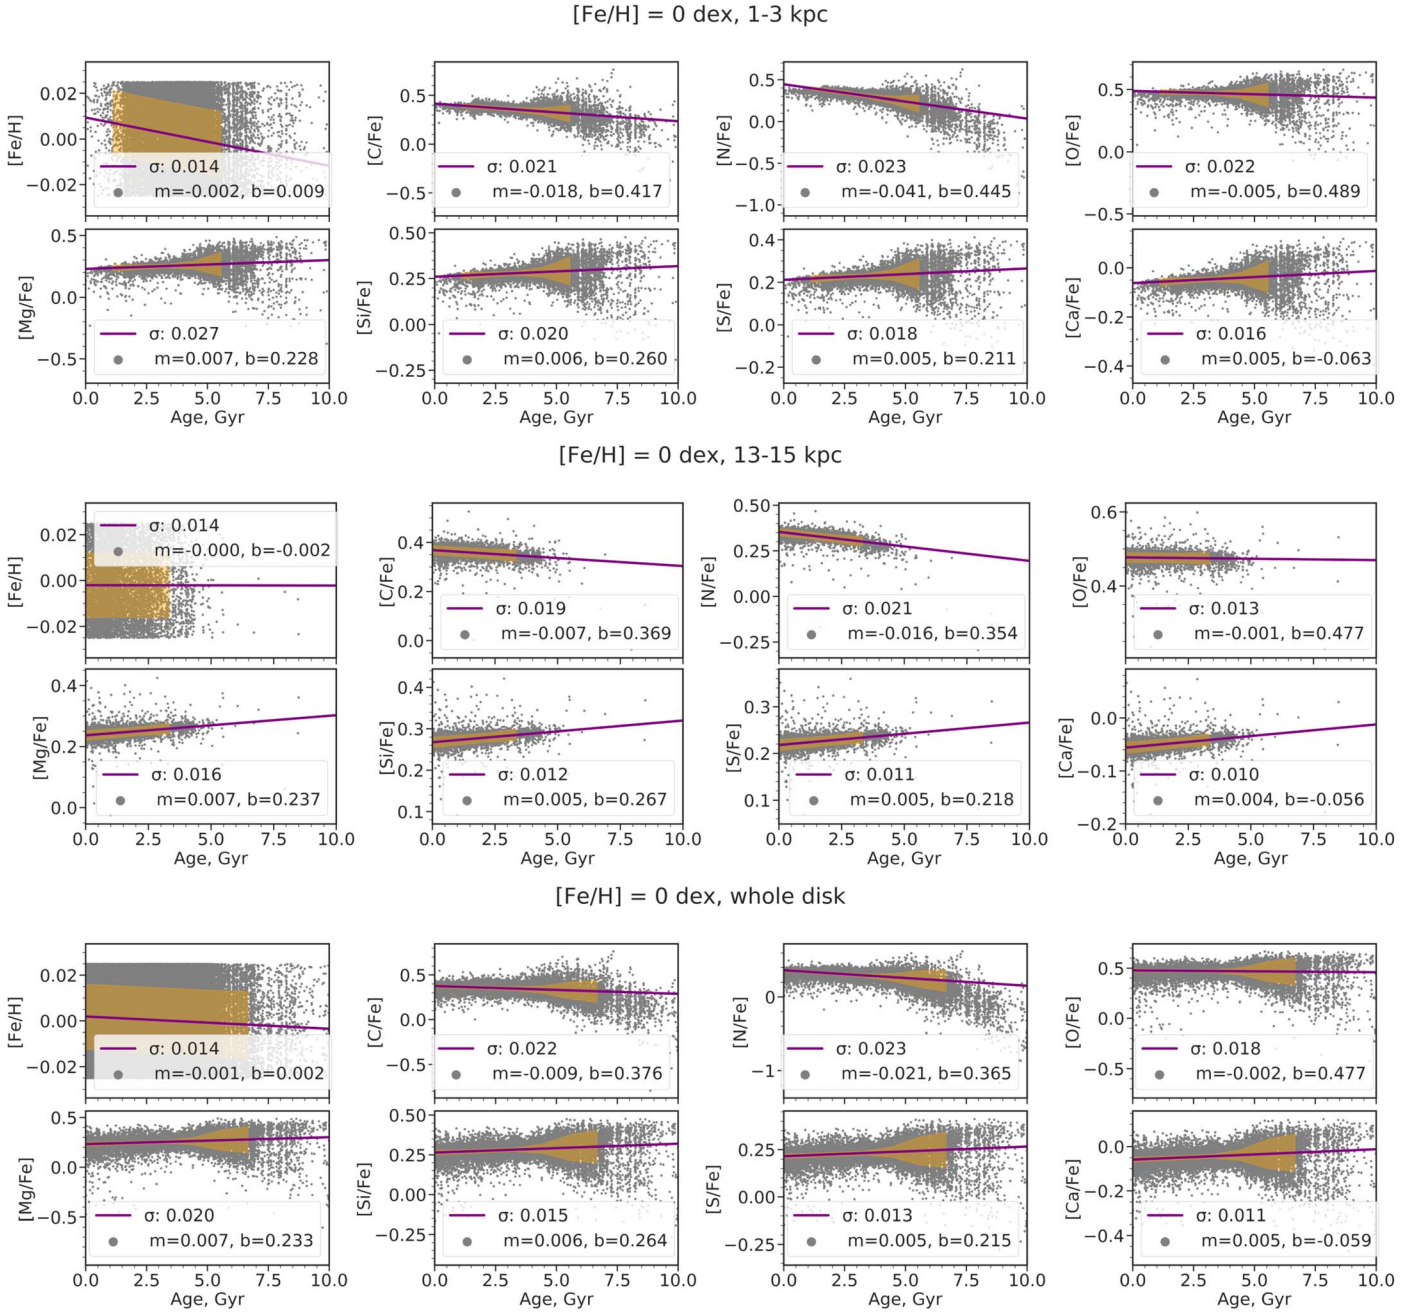 [Fe/H] = 0 dex, 1-3 kpc
[Fe/H]
0.02
0.00
−0.02
σ: 0.014
m=-0.002, b=0.009
[C/Fe]
0.5
0.0
−0.5
σ: 0.021
m=-0.018, b=0.417
[N/Fe]
0.5
0.0
−0.5
−1.0
σ: 0.023
m=-0.041, b=0.445
[O/Fe]
0.5
0.0
−0.5
σ: 0.022
m=-0.005, b=0.489
[Mg/Fe]
0.5
0.0
−0.5
σ: 0.027
m=0.007, b=0.228
0.0 2.5 5.0 7.5 10.0
Age, Gyr
[Si/Fe]
0.50
0.25
0.00
−0.25
σ: 0.020
m=0.006, b=0.260
0.0 2.5 5.0 7.5 10.0
Age, Gyr
[S/Fe]
0.4
0.2
0.0
−0.2
σ: 0.018
m=0.005, b=0.211
0.0 2.5 5.0 7.5 10.0
Age, Gyr
[Ca/Fe]
0.0
−0.2
−0.4
σ: 0.016
m=0.005, b=-0.063
0.0 2.5 5.0 7.5 10.0
Age, Gyr
[Fe/H] = 0 dex, 13-15 kpc
[Fe/H]
0.02
0.00
−0.02
σ: 0.014
m=-0.000, b=-0.002
[C/Fe]
0.4
0.2
0.0
σ: 0.019
m=-0.007, b=0.369
[N/Fe]
0.50
0.25
0.00
−0.25
σ: 0.021
m=-0.016, b=0.354
[O/Fe]
0.6
0.4
σ: 0.013
m=-0.001, b=0.477
[Mg/Fe]
0.4
0.2
0.0
σ: 0.016
m=0.007, b=0.237
0.0 2.5 5.0 7.5 10.0
Age, Gyr
[Si/Fe]
0.4
0.3
0.2
0.1
σ: 0.012
m=0.005, b=0.267
0.0 2.5 5.0 7.5 10.0
Age, Gyr
[S/Fe]
0.3
0.2
0.1
σ: 0.011
m=0.005, b=0.218
0.0 2.5 5.0 7.5 10.0
Age, Gyr
[Ca/Fe]
0.0
−0.1
−0.2
σ: 0.010
m=0.004, b=-0.056
0.0 2.5 5.0 7.5 10.0
Age, Gyr
[Fe/H] = 0 dex, whole disk
[Fe/H]
0.02
0.00
−0.02
σ: 0.014
m=-0.001, b=0.002
[C/Fe]
0.5
0.0
−0.5
σ: 0.022
m=-0.009, b=0.376
[N/Fe]
0
−1
σ: 0.023
m=-0.021, b=0.365
[O/Fe]
0.5
0.0
−0.5
σ: 0.018
m=-0.002, b=0.477
[Mg/Fe]
0.5
0.0
−0.5
σ: 0.020
m=0.007, b=0.233
0.0 2.5 5.0 7.5 10.0
Age, Gyr
[Si/Fe]
0.50
0.25
0.00
−0.25
σ: 0.015
m=0.006, b=0.264
0.0 2.5 5.0 7.5 10.0
Age, Gyr
[S/Fe]
0.25
0.00
−0.25
σ: 0.013
m=0.005, b=0.215
0.0 2.5 5.0 7.5 10.0
Age, Gyr
[Ca/Fe]
0.0
−0.2
−0.4
σ: 0.011
m=0.005, b=-0.059
0.0 2.5 5.0 7.5 10.0
Age, Gyr